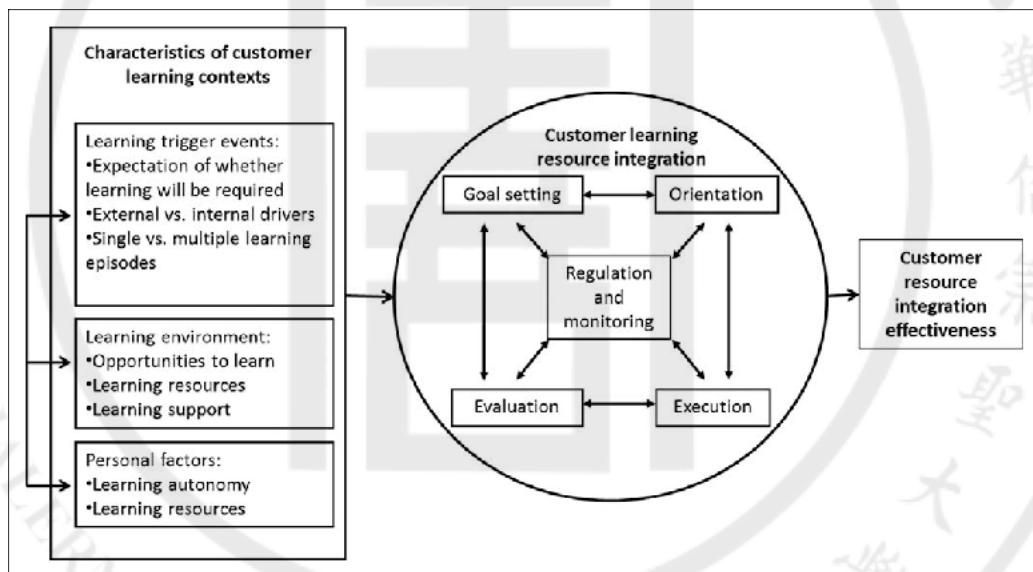 Characteristics of customer
learning contexts
Learning trigger events:
•Expectation of whether
learning will be required
•External vs. internal drivers
•Single vs. multiple learning
episodes
Learning environment:
•Opportunities to learn
•Learning resources
•Learning support
Personal factors:
•Learning autonomy
•Learning resources
Customer learning
resource integration
Goal setting
Orientation
Regulation
and
monitoring
Evaluation
Execution
Customer
resource
integration
effectiveness
聖
大